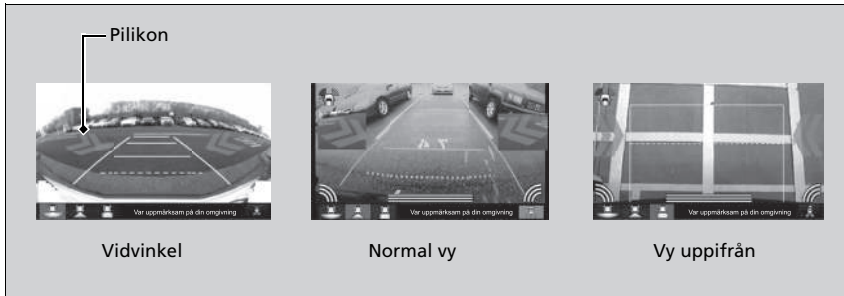 Pilikon
Var uppmärksam på din omgivning
Var uppmärksam på din omgivning
Var uppmärksam på din omgivning
Vidvinkel
Normal vy
Vy uppifrån